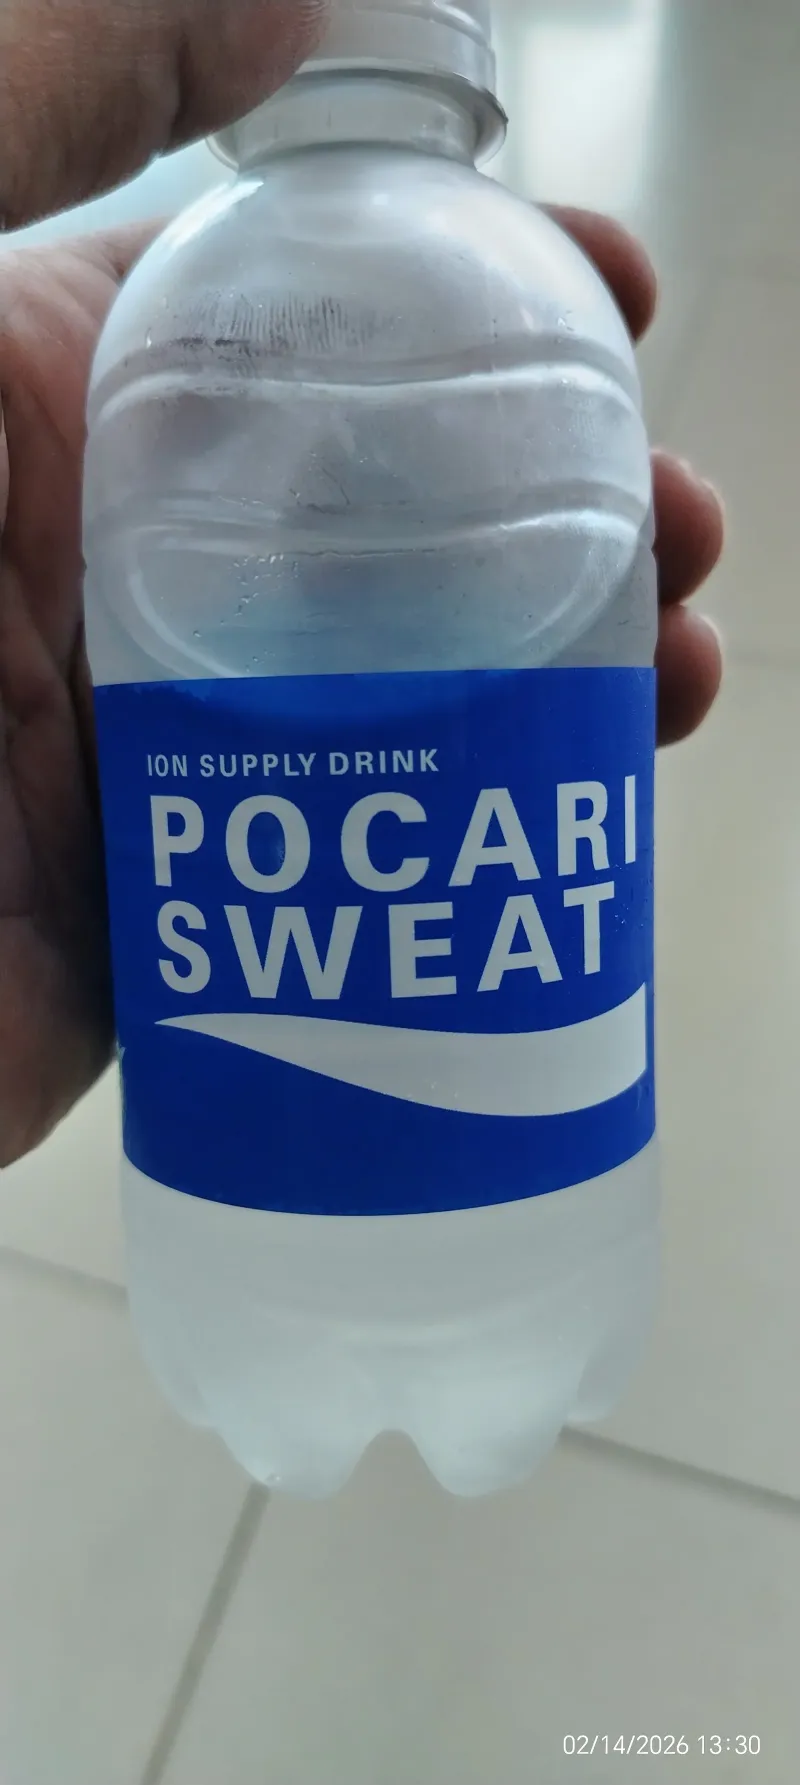 ION SUPPLY DRINK
POCARI
SWEAT
02/14/2026 13:30